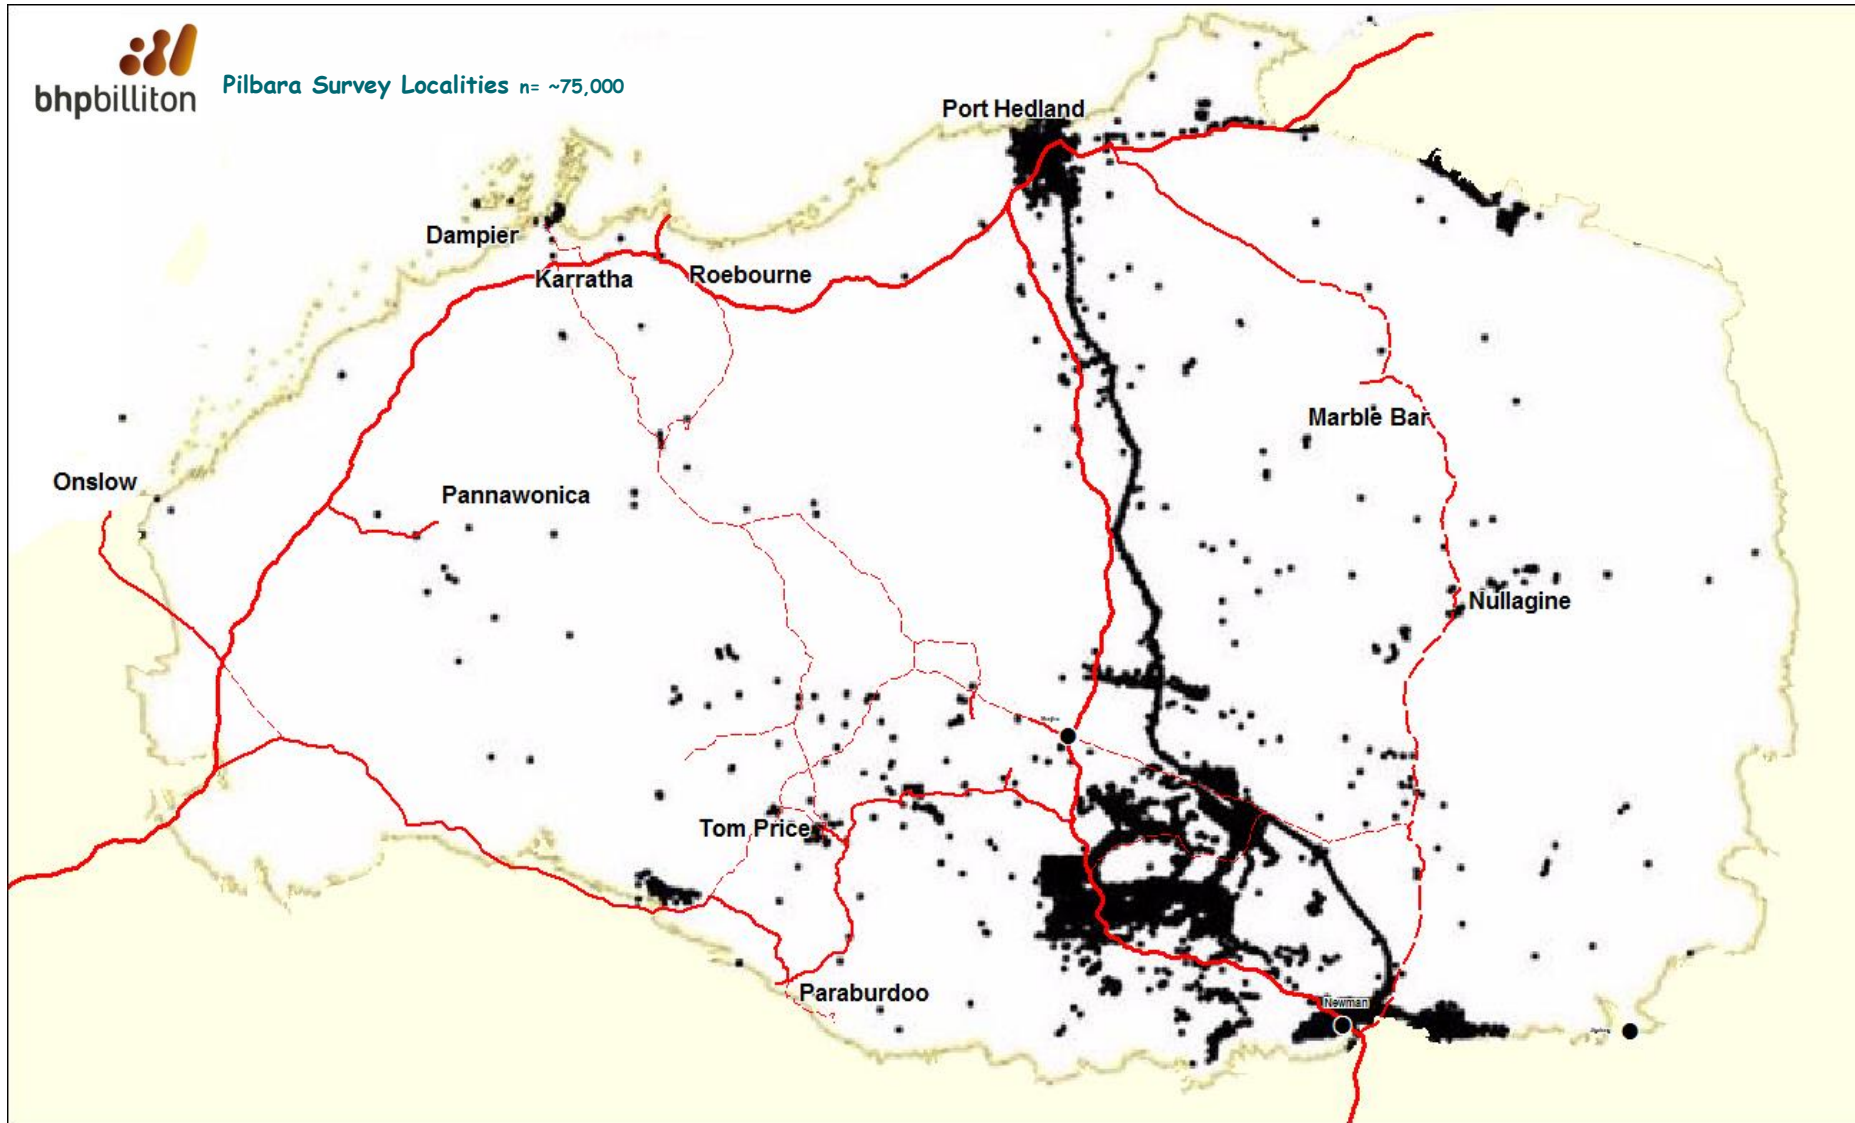 bhpbilliton
Pilbara Survey Localities n= ~75,000
Port Hedland
Dampier
Karratha
Roebourne
Marble Bar
Onslow
Pannawonica
Nullagine
Tom Price
Paraburdoo
Newman